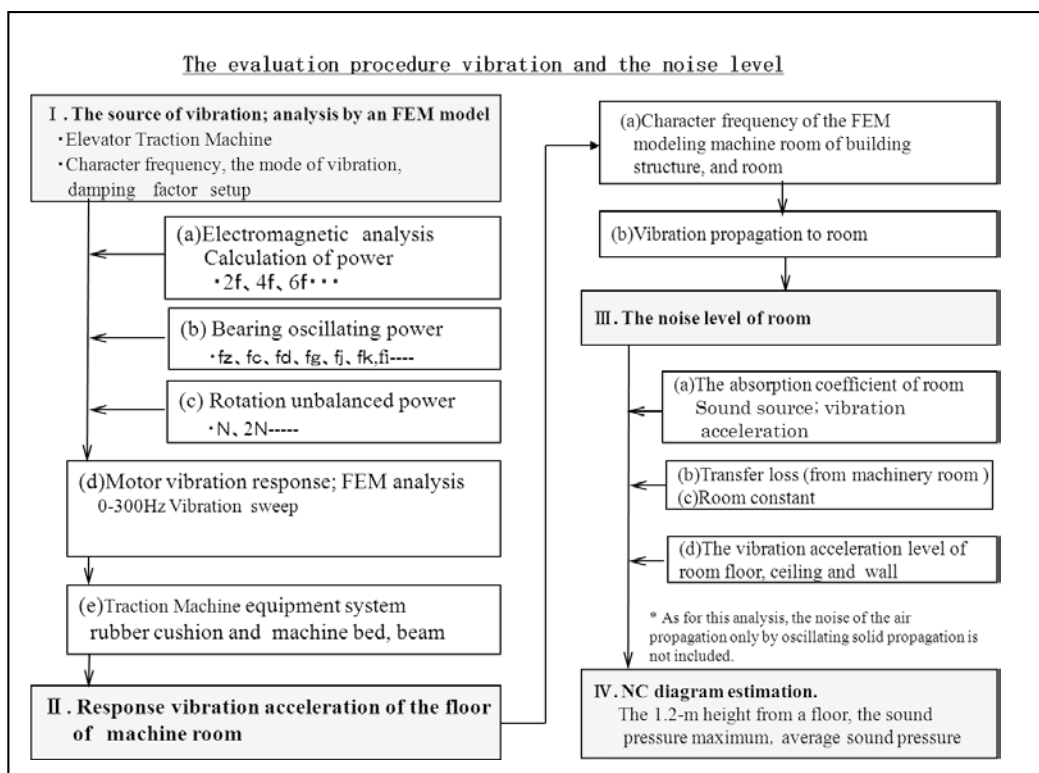 The evaluation procedure vibration and the noise level
Ⅰ. The source of vibration; analysis by an FEM model
・Elevator Traction Machine
・Character frequency, the mode of vibration,
damping factor setup
(a)Electromagnetic analysis
Calculation of power
・2f、4f、6f・・・
(b) Bearing oscillating power
・fz、fc、fd、fg、fj、fk,fi----
(c) Rotation unbalanced power
・N、2N-----
(d)Motor vibration response; FEM analysis
0-300Hz Vibration sweep
(e)Traction Machine equipment system
rubber cushion and machine bed, beam
Ⅱ. Response vibration acceleration of the floor
of machine room
(a)Character frequency of the FEM
modeling machine room of building
structure, and room
(b)Vibration propagation to room
Ⅲ. The noise level of room
(a)The absorption coefficient of room
Sound source; vibration
acceleration
(b)Transfer loss (from machinery room )
(c)Room constant
(d)The vibration acceleration level of
room floor, ceiling and wall
* As for this analysis, the noise of the air
propagation only by oscillating solid propagation is
not included.
Ⅳ. NC diagram estimation.
The 1.2-m height from a floor, the sound
pressure maximum, average sound pressure